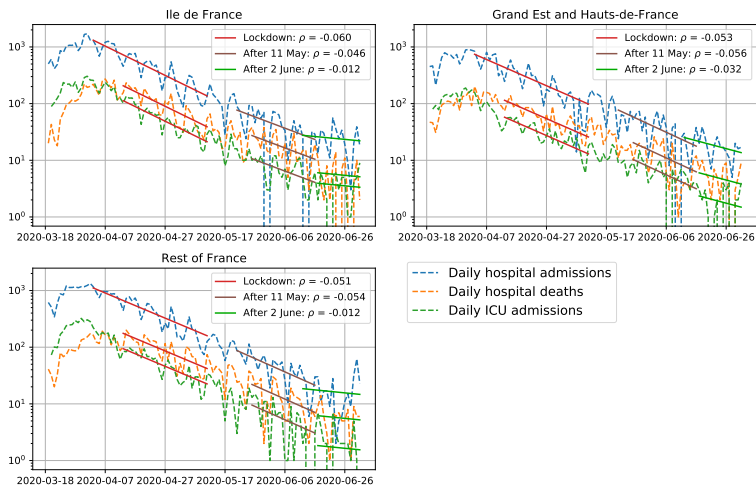 Ile de France
Lockdown: ρ = -0.060
After 11 May: ρ = -0.046
After 2 June: ρ = -0.012
10³
10²
10¹
10⁰
2020-03-18 2020-04-07 2020-04-27 2020-05-17 2020-06-06 2020-06-26
Grand Est and Hauts-de-France
Lockdown: ρ = -0.053
After 11 May: ρ = -0.056
After 2 June: ρ = -0.032
10³
10²
10¹
10⁰
2020-03-18 2020-04-07 2020-04-27 2020-05-17 2020-06-06 2020-06-26
Rest of France
Lockdown: ρ = -0.051
After 11 May: ρ = -0.054
After 2 June: ρ = -0.012
10³
10²
10¹
10⁰
2020-03-18 2020-04-07 2020-04-27 2020-05-17 2020-06-06 2020-06-26
Daily hospital admissions
Daily hospital deaths
Daily ICU admissions